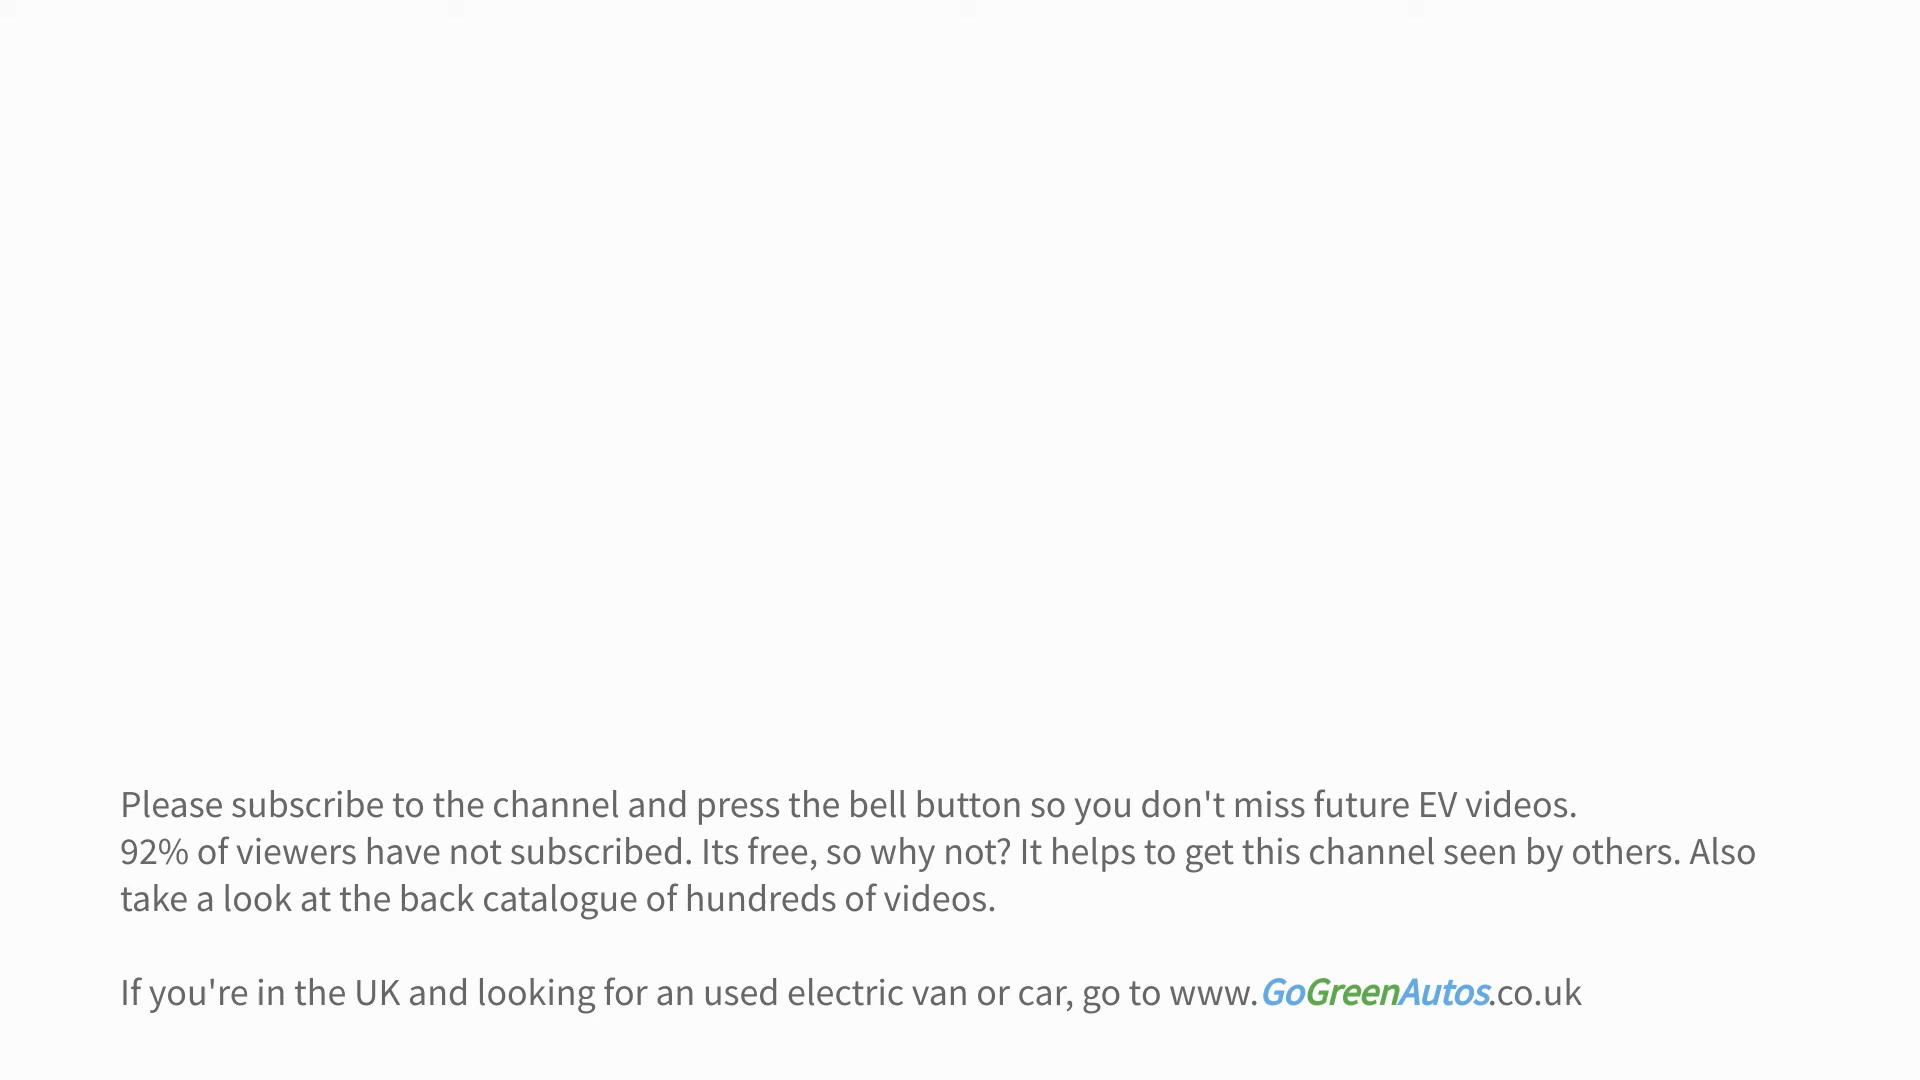 Please subscribe to the channel and press the bell button so you don't miss future EV videos.
92% of viewers have not subscribed. Its free, so why not? It helps to get this channel seen by others. Also
take a look at the back catalogue of hundreds of videos.
If you're in the UK and looking for an used electric van or car, go to www.GoGreenAutos.co.uk